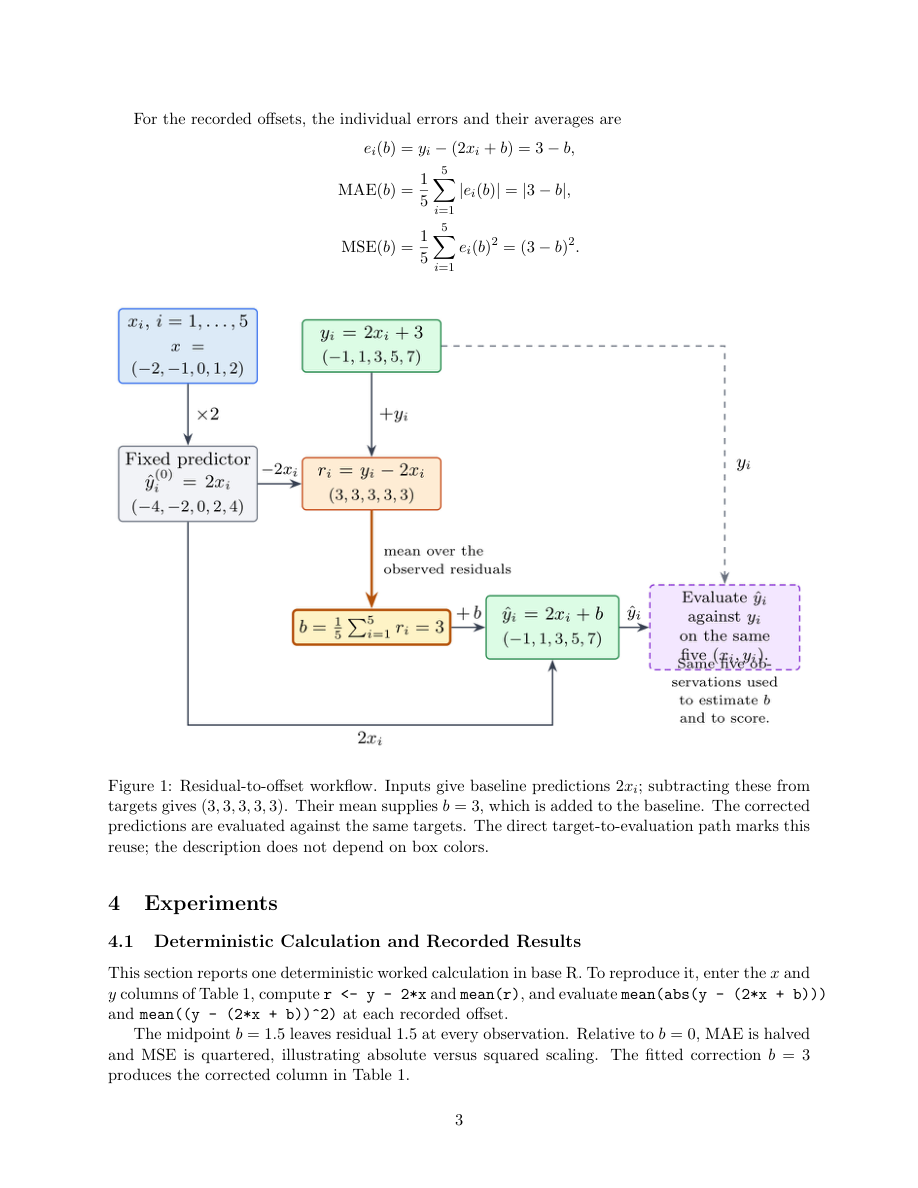 For the recorded offsets, the individual errors and their averages are
e_i(b) = y_i − (2x_i + b) = 3 − b,
MAE(b) = 1/5 ∑_{i=1}^{5} |e_i(b)| = |3 − b|,
MSE(b) = 1/5 ∑_{i=1}^{5} e_i(b)^2 = (3 − b)^2.
x_i, i = 1, . . . , 5
x =
(−2, −1, 0, 1, 2)
y_i = 2x_i + 3
(−1, 1, 3, 5, 7)
×2
+y_i
y_i
Fixed predictor
ŷ_i^{(0)} = 2x_i
(−4, −2, 0, 2, 4)
−2x_i
r_i = y_i − 2x_i
(3, 3, 3, 3, 3)
mean over the
observed residuals
b = 1/5 ∑_{i=1}^{5} r_i = 3
+b
ŷ_i = 2x_i + b
(−1, 1, 3, 5, 7)
ŷ_i
Evaluate ŷ_i
against y_i
on the same
five (x_i, y_i).
Same five ob-
servations used
to estimate b
and to score.
2x_i
Figure 1: Residual-to-offset workflow. Inputs give baseline predictions 2x_i; subtracting these from
targets gives (3, 3, 3, 3, 3). Their mean supplies b = 3, which is added to the baseline. The corrected
predictions are evaluated against the same targets. The direct target-to-evaluation path marks this
reuse; the description does not depend on box colors.
4 Experiments
4.1 Deterministic Calculation and Recorded Results
This section reports one deterministic worked calculation in base R. To reproduce it, enter the x and
y columns of Table 1, compute r <- y - 2*x and mean(r), and evaluate mean(abs(y - (2*x + b)))
and mean((y - (2*x + b))^2) at each recorded offset.
The midpoint b = 1.5 leaves residual 1.5 at every observation. Relative to b = 0, MAE is halved
and MSE is quartered, illustrating absolute versus squared scaling. The fitted correction b = 3
produces the corrected column in Table 1.
3